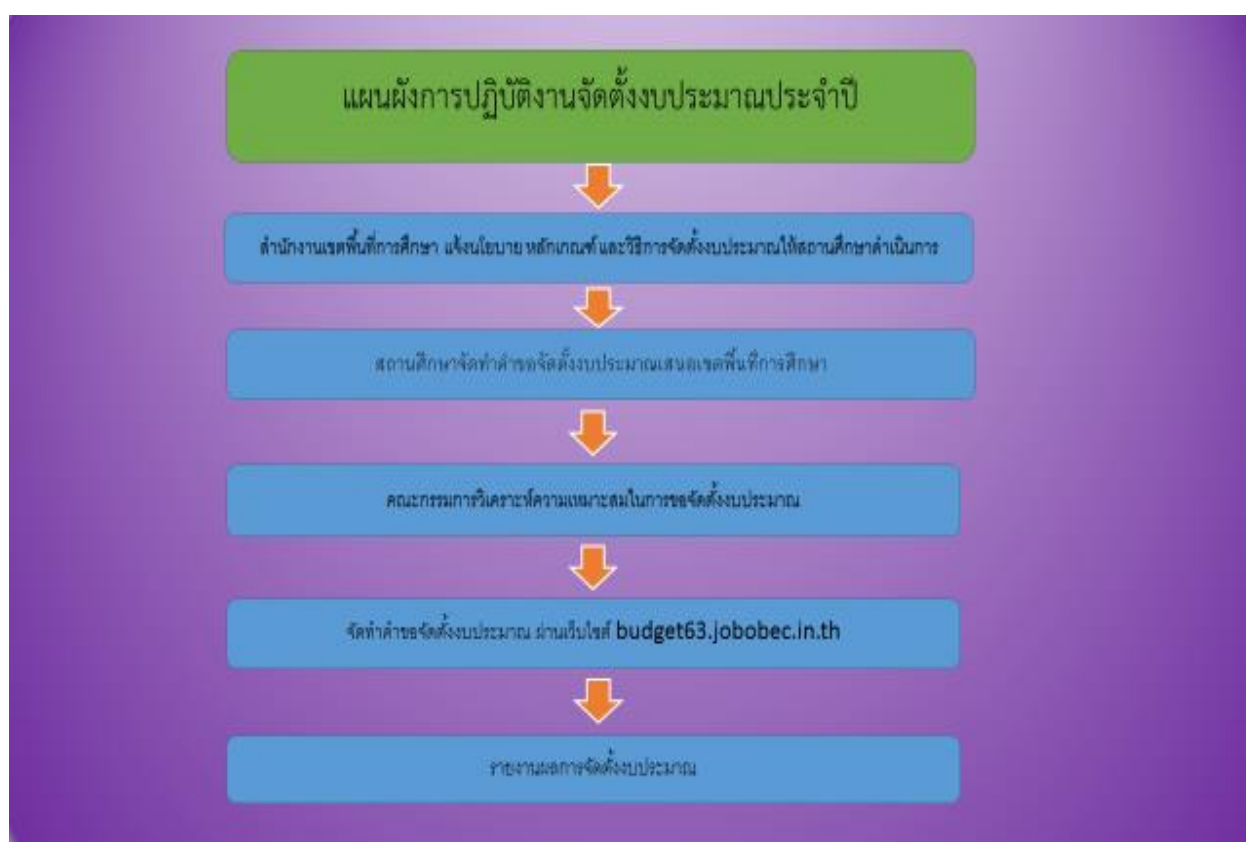 แผนผังการปฏิบัติงานจัดตั้งงบประมาณประจำปี
สำนักงานเขตพื้นที่การศึกษา แจ้งนโยบาย หลักเกณฑ์ และวิธีการจัดตั้งงบประมาณให้สถานศึกษาดำเนินการ
สถานศึกษาจัดทำคำขอจัดตั้งงบประมาณเสนอเขตพื้นที่การศึกษา
คณะกรรมการวิเคราะห์ความเหมาะสมในการขอจัดตั้งงบประมาณ
จัดทำคำขอจัดตั้งงบประมาณ ผ่านเว็บไซต์ budget63.jobobec.in.th
รายงานผลการจัดตั้งงบประมาณ